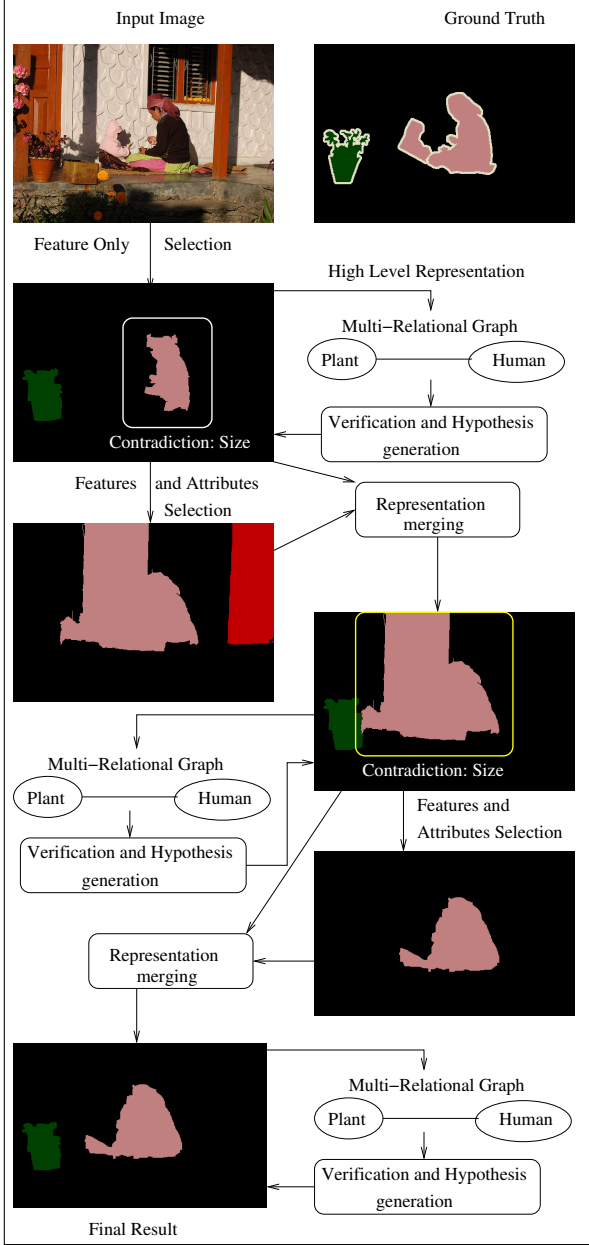 Input Image
Ground Truth
Feature Only Selection
High Level Representation
Multi−Relational Graph
Plant
Human
Verification and Hypothesis
generation
Contradiction: Size
Features and Attributes
Selection
Representation
merging
Multi−Relational Graph
Plant
Human
Verification and Hypothesis
generation
Contradiction: Size
Features and
Attributes Selection
Representation
merging
Multi−Relational Graph
Plant
Human
Verification and Hypothesis
generation
Final Result